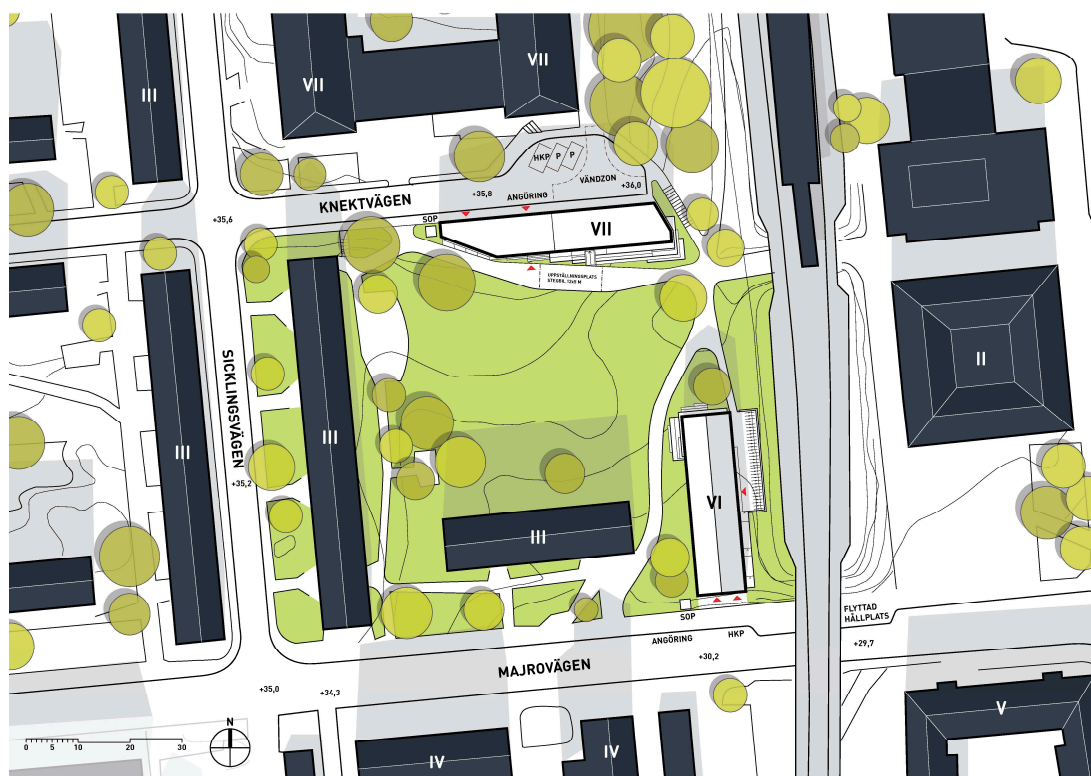 VII
VII
III
HKP P P
VÄNDZON
+36,0
+35,8
ANGÖRING
KNEKTVÄGEN
SOP
+35,6
VII
UPPSTÄLLNINGSPLATS
STEGBIL, 12x5 M
II
SICKLINGSVÄGEN
III
III
+35,2
VI
III
SOP
FLYTTAD
HÅLLPLATS
ANGÖRING
HKP
+29,7
+30,2
MAJROVÄGEN
+35,0
+34,3
N
0 5 10 20 30
IV
IV
V